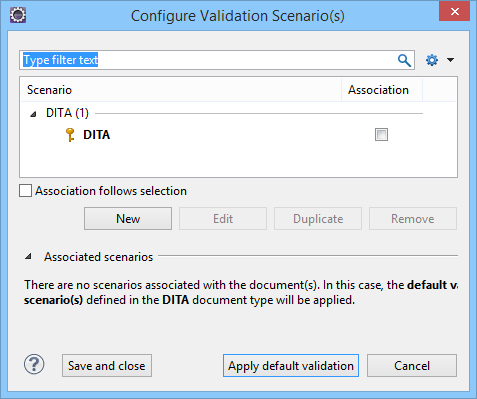 Configure Validation Scenario(s)
Type filter text
Scenario Association
DITA (1)
DITA
Association follows selection
New Edit Duplicate Remove
Associated scenarios
There are no scenarios associated with the document(s). In this case, the default
scenario(s) defined in the DITA document type will be applied.
? Save and close Apply default validation Cancel